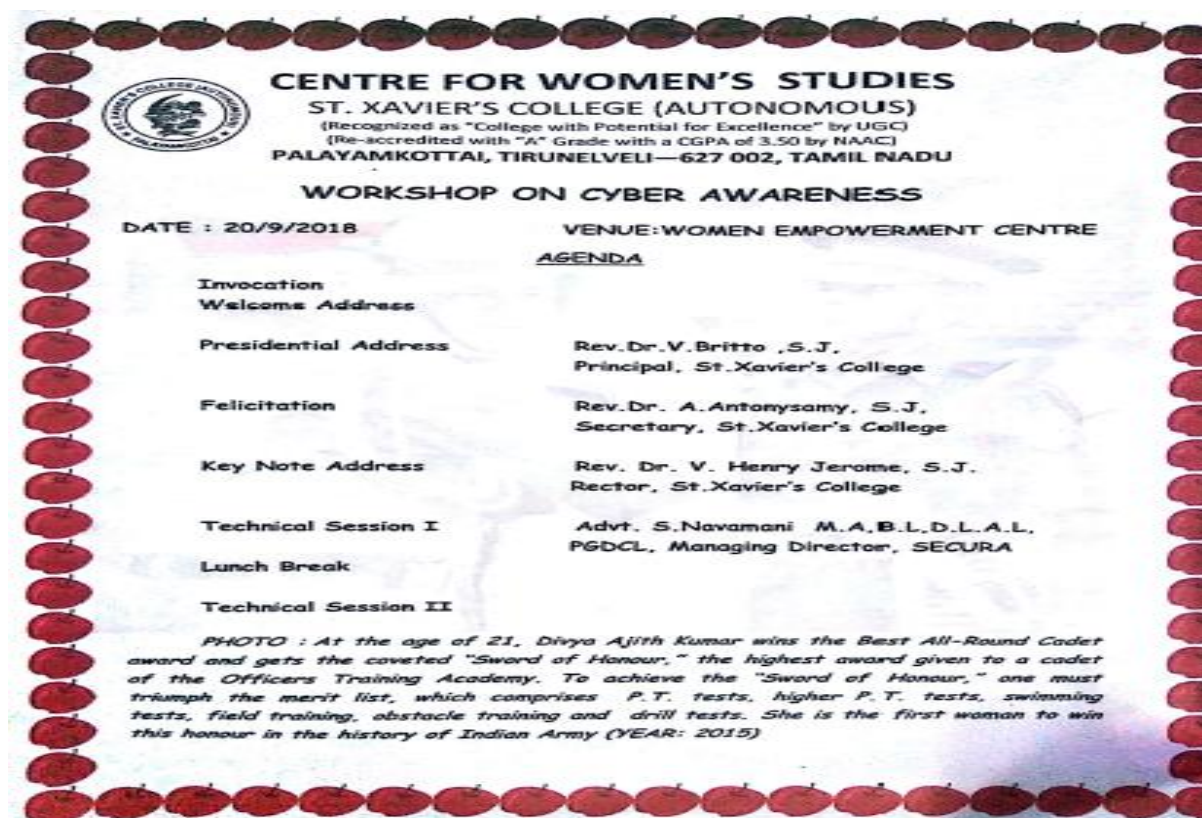 ST. XAVIER'S COLLEGE (AUTONOMOUS)
PALAYAMKOTTAI
CENTRE FOR WOMEN'S STUDIES
ST. XAVIER'S COLLEGE (AUTONOMOUS)
(Recognized as "College with Potential for Excellence" by UGC)
(Re-accredited with "A" Grade with a CGPA of 3.50 by NAAC)
PALAYAMKOTTAI, TIRUNELVELI—627 002, TAMIL NADU
WORKSHOP ON CYBER AWARENESS
DATE : 20/9/2018 VENUE:WOMEN EMPOWERMENT CENTRE
AGENDA
Invocation
Welcome Address
Presidential Address Rev.Dr.V.Britto ,S.J,
Principal, St.Xavier's College
Felicitation Rev.Dr. A.Antonysamy, S.J,
Secretary, St.Xavier's College
Key Note Address Rev. Dr. V. Henry Jerome, S.J.
Rector, St.Xavier's College
Technical Session I Advt. S.Navamani M.A,B.L,D.L.A.L,
PGDCL, Managing Director, SECURA
Lunch Break
Technical Session II
PHOTO : At the age of 21, Divya Ajith Kumar wins the Best All-Round Cadet
award and gets the coveted "Sword of Honour," the highest award given to a cadet
of the Officers Training Academy. To achieve the "Sword of Honour," one must
triumph the merit list, which comprises P.T. tests, higher P.T. tests, swimming
tests, field training, obstacle training and drill tests. She is the first woman to win
this honour in the history of Indian Army (YEAR: 2015)